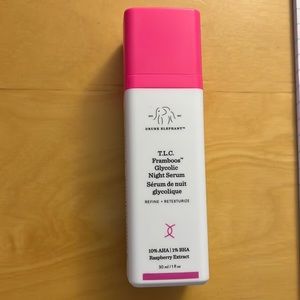 DRUNK ELEPHANT™
T.L.C.
Framboos™
Glycolic
Night Serum
Sérum de nuit
glycolique
REFINE + RETEXTURIZE
10% AHA | 1% BHA
Raspberry Extract
30 ml / 1 fl oz